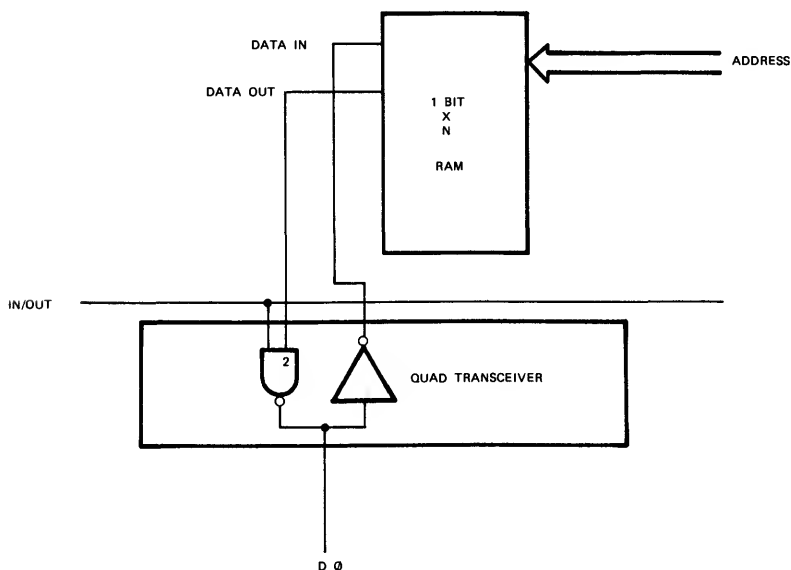 DATA IN
ADDRESS
DATA OUT
1 BIT
X
N
RAM
IN/OUT
2
QUAD TRANSCEIVER
D Ø